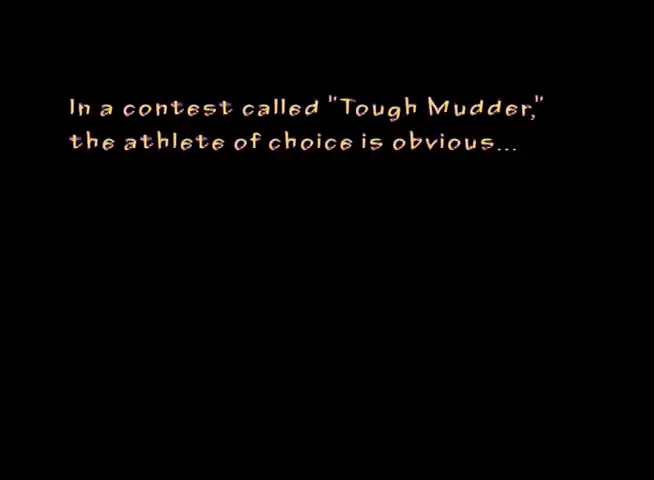 In a contest called "Tough Mudder,"
the athlete of choice is obvious...